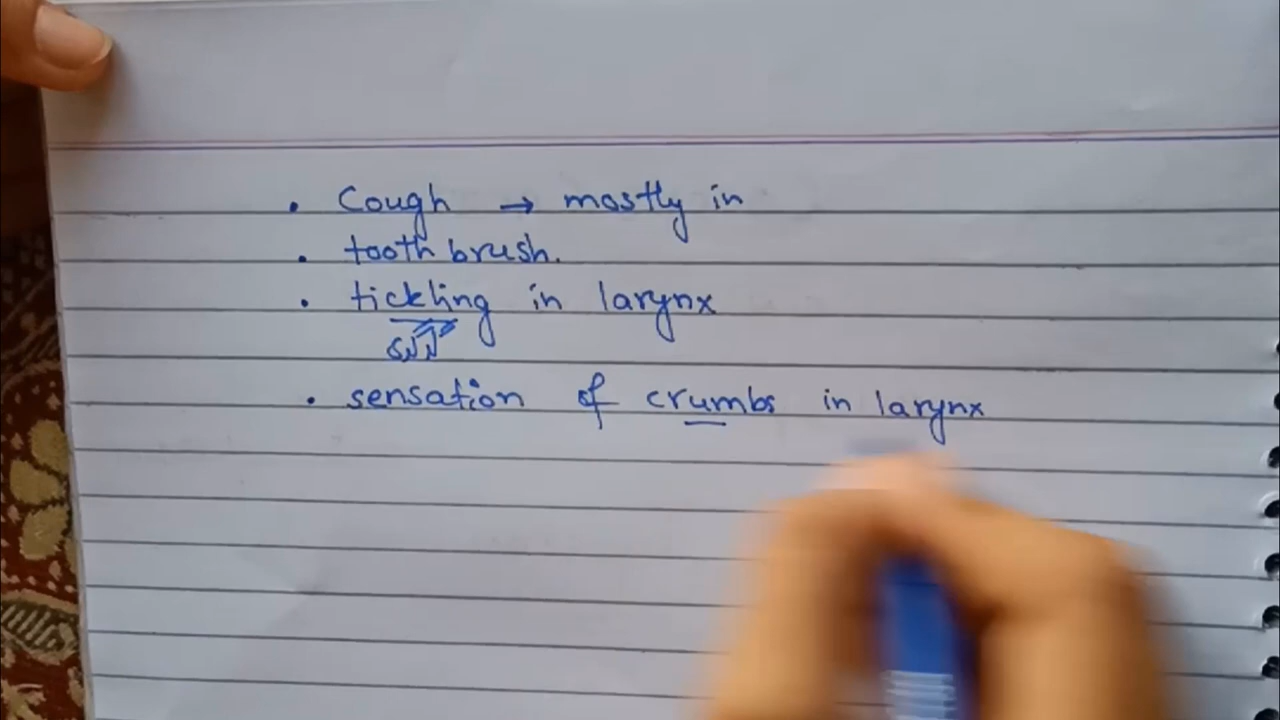 . Cough → mostly in
. tooth brush.
. tickling in larynx
. sensation of crumbs in larynx